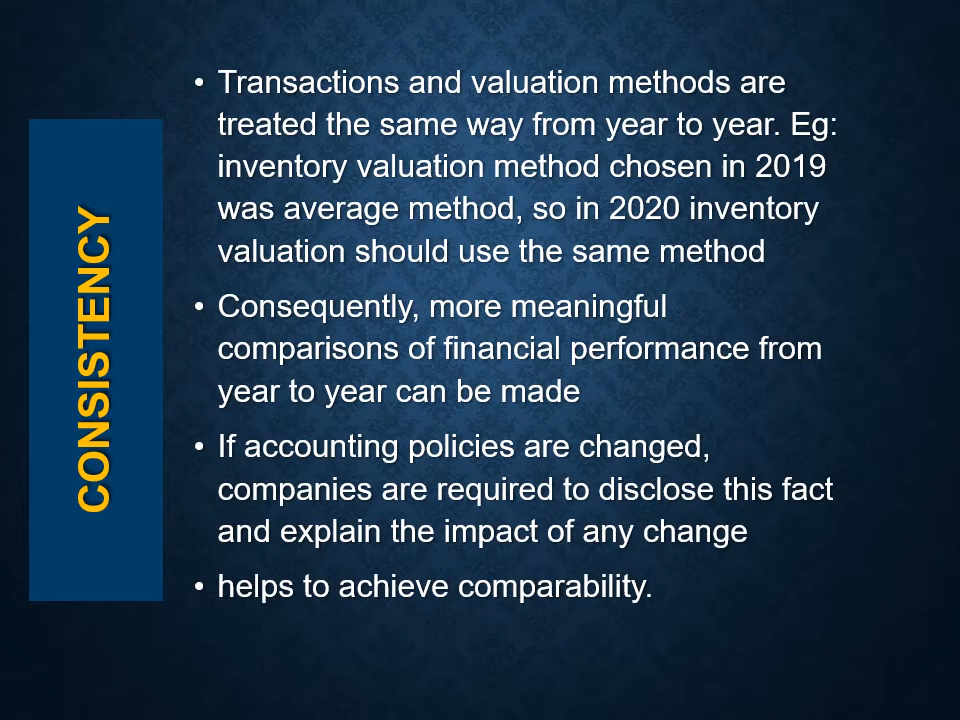 CONSISTENCY
• Transactions and valuation methods are
treated the same way from year to year. Eg:
inventory valuation method chosen in 2019
was average method, so in 2020 inventory
valuation should use the same method
• Consequently, more meaningful
comparisons of financial performance from
year to year can be made
• If accounting policies are changed,
companies are required to disclose this fact
and explain the impact of any change
• helps to achieve comparability.